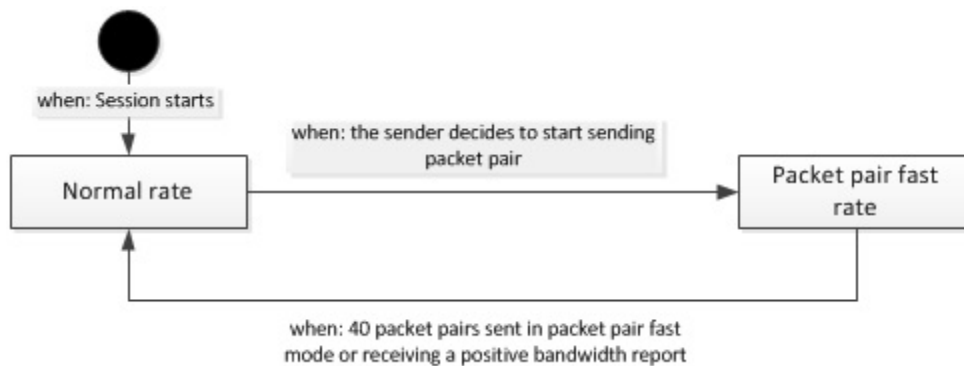 when: Session starts
when: the sender decides to start sending
packet pair
Normal rate
Packet pair fast
rate
when: 40 packet pairs sent in packet pair fast
mode or receiving a positive bandwidth report